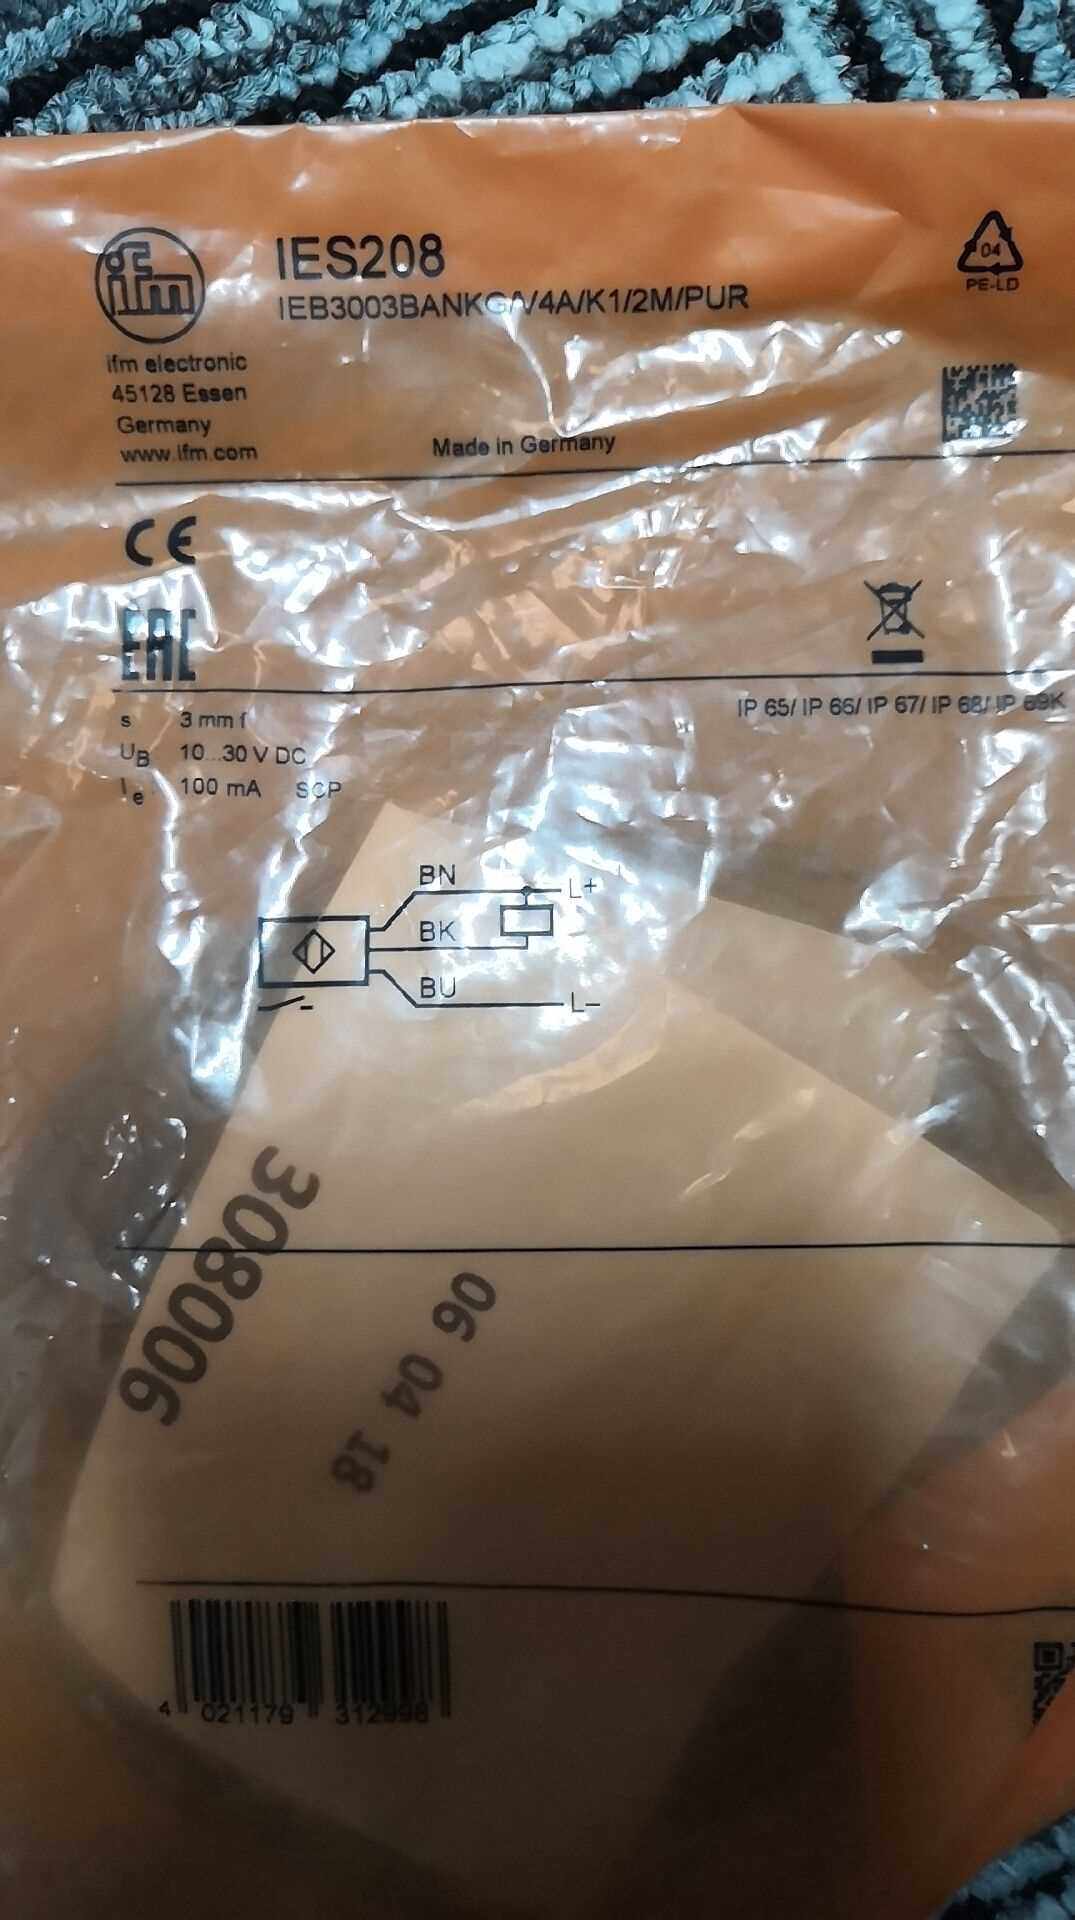 ifm
IES208
IEB3003BANKG/V4A/K1/2M/PUR
04
PE-LD
ifm electronic
45128 Essen
Germany
www.ifm.com
Made in Germany
CE
EAC
IP 65/ IP 66/ IP 67/ IP 68/ IP 69K
s 3 mm f
UB 10...30 V DC
Ie 100 mA SCP
BN L+
BK
BU L–
308006
06 04 18
4 021179 312998